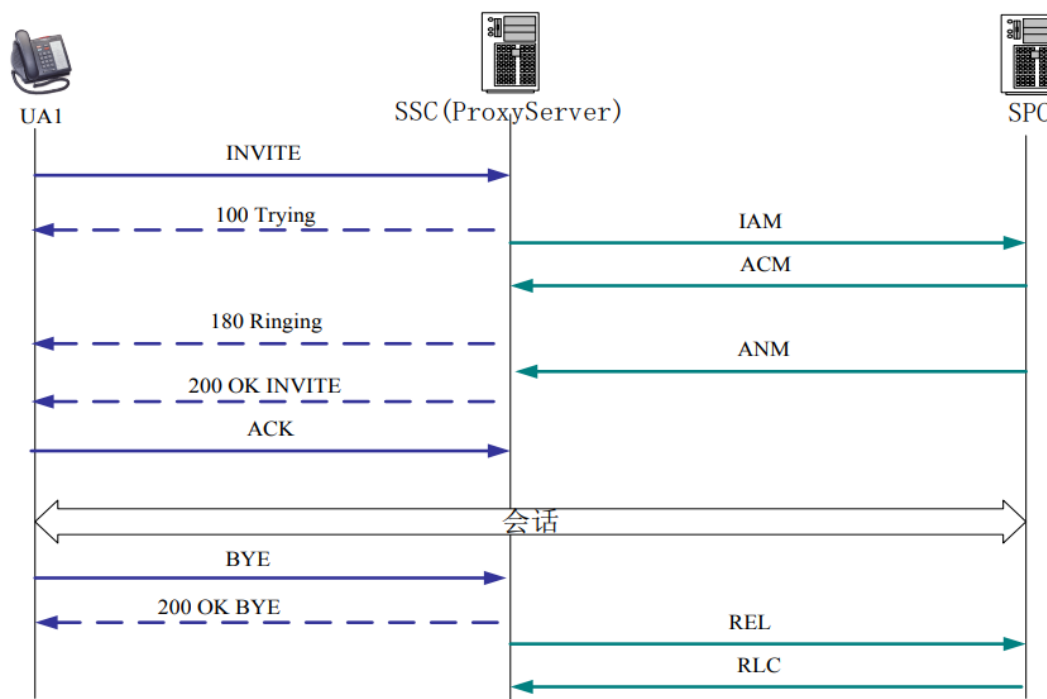 UA1
SSC(ProxyServer)
INVITE
100 Trying
IAM
ACM
180 Ringing
ANM
200 OK INVITE
ACK
会话
BYE
200 OK BYE
REL
RLC